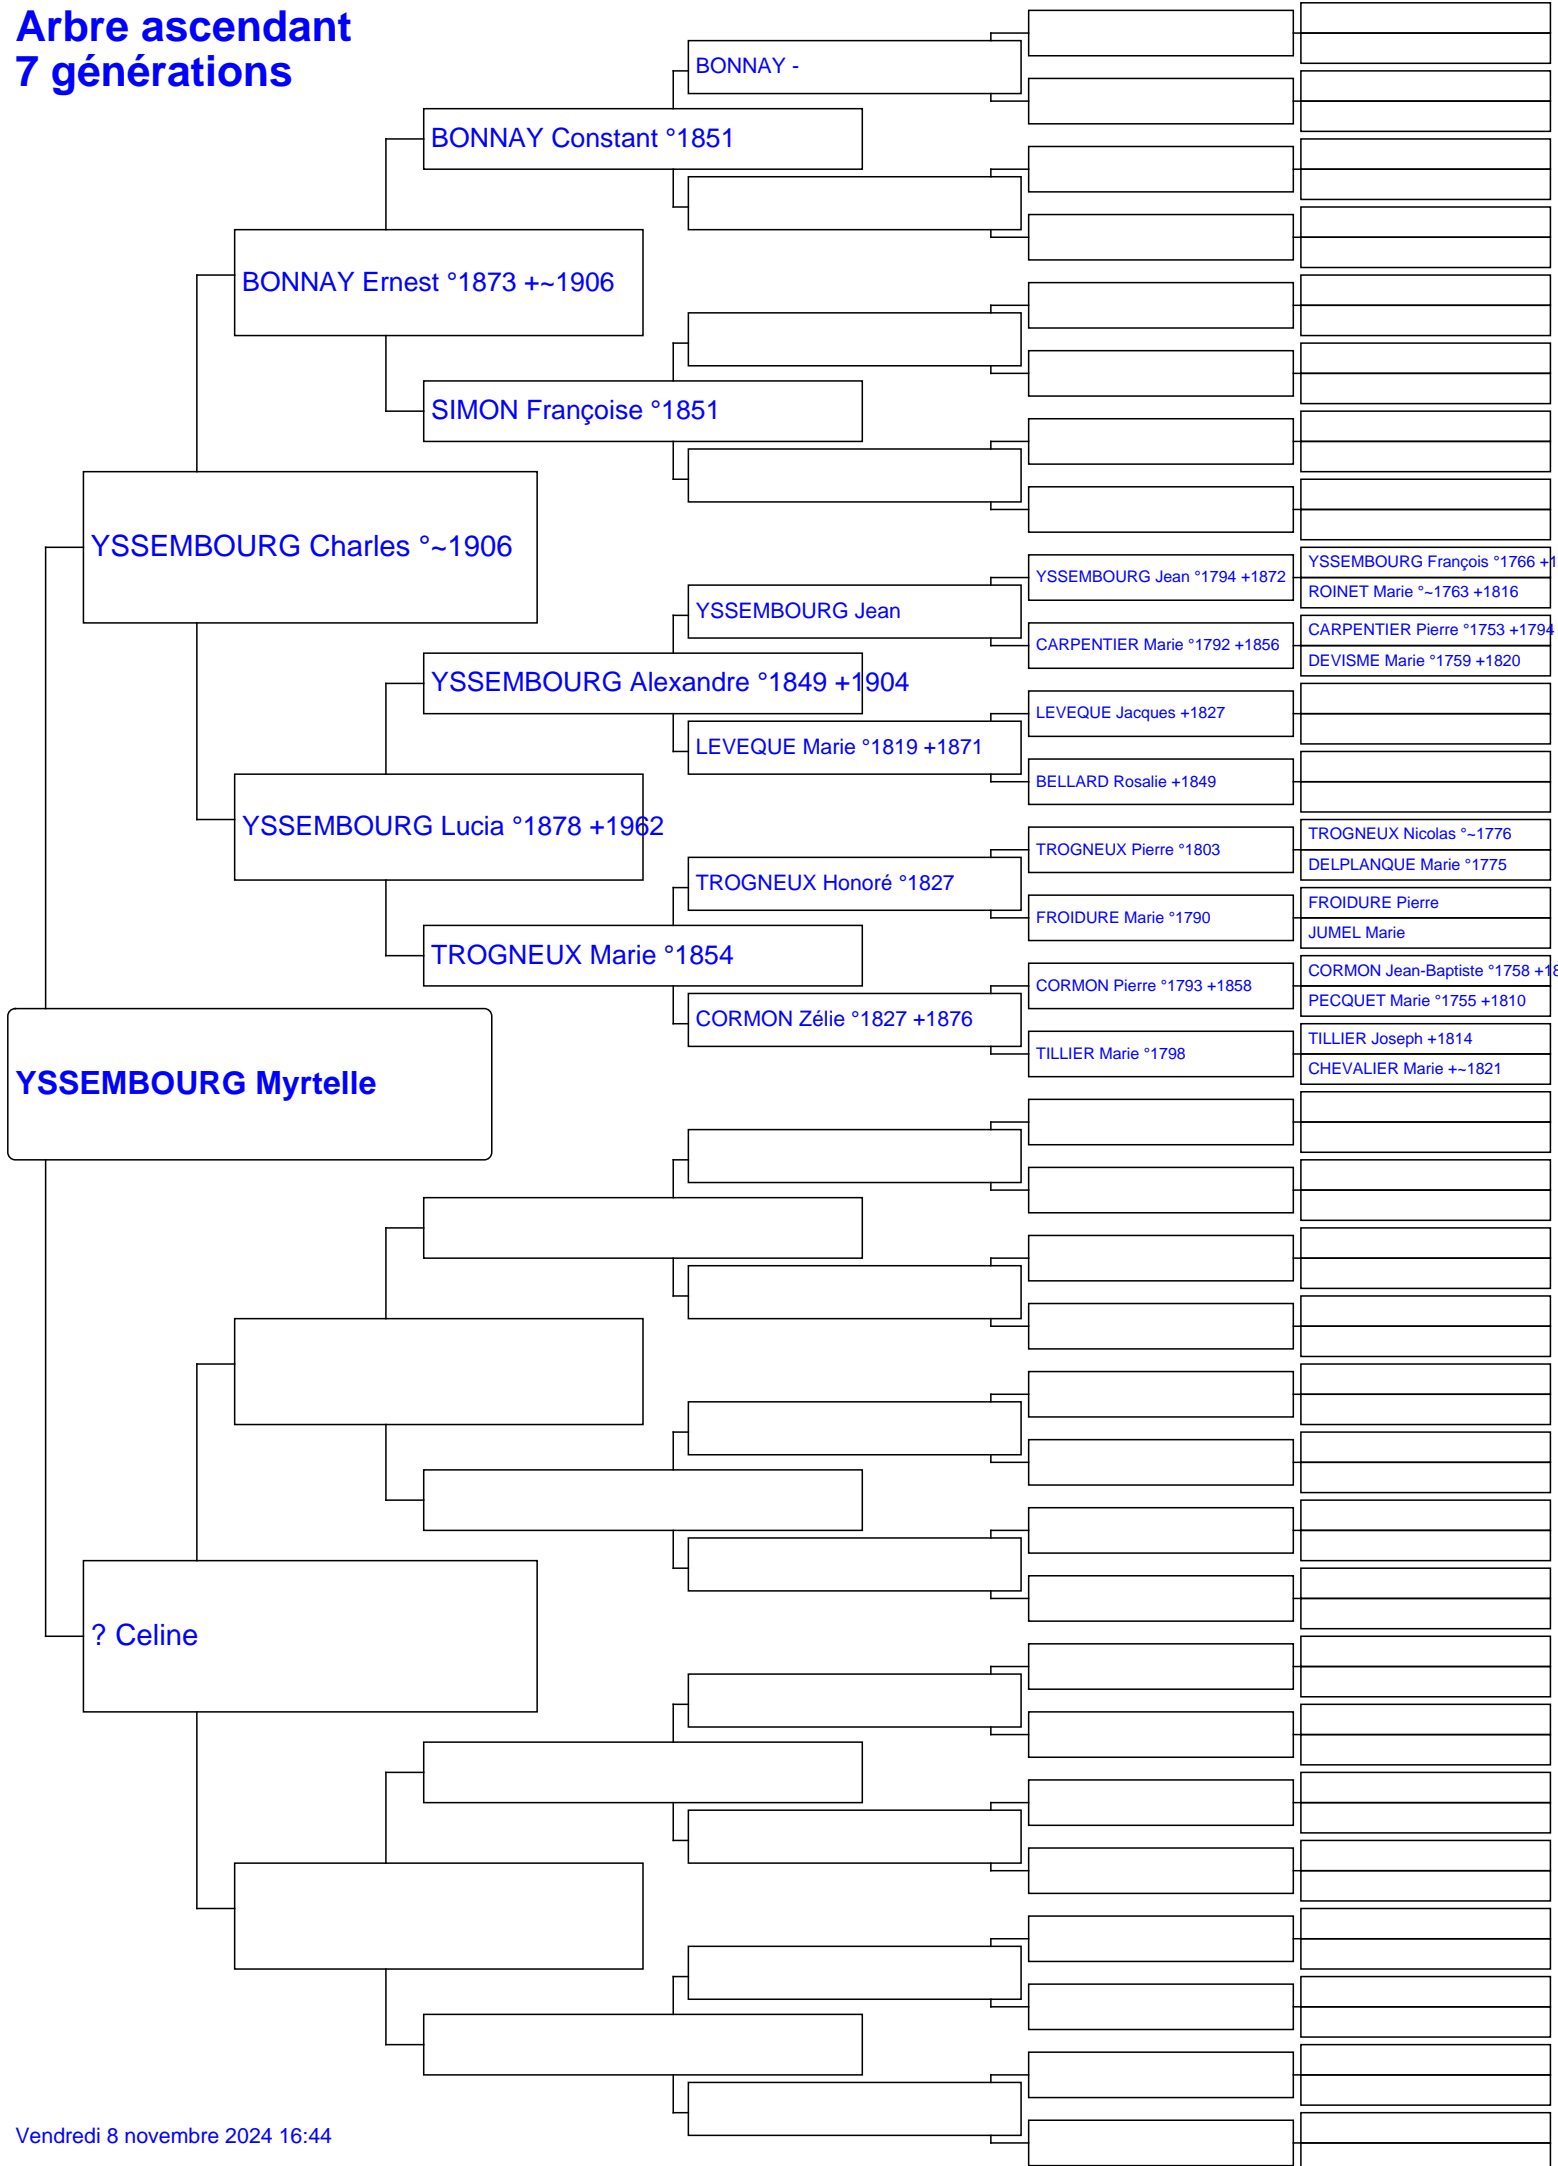 Arbre ascendant
7 générations
BONNAY -
BONNAY Constant °1851
BONNAY Ernest °1873 +~1906
SIMON Françoise °1851
YSSEMBOURG Charles °~1906
YSSEMBOURG François °1766 +1
YSSEMBOURG Jean °1794 +1872
ROINET Marie °~1763 +1816
YSSEMBOURG Jean
CARPENTIER Pierre °1753 +1794
CARPENTIER Marie °1792 +1856
DEVISME Marie °1759 +1820
YSSEMBOURG Alexandre °1849 +1904
LEVEQUE Jacques +1827
LEVEQUE Marie °1819 +1871
BELLARD Rosalie +1849
YSSEMBOURG Lucia °1878 +1962
TROGNEUX Nicolas °~1776
TROGNEUX Pierre °1803
DELPLANQUE Marie °1775
TROGNEUX Honoré °1827
FROIDURE Pierre
FROIDURE Marie °1790
JUMEL Marie
TROGNEUX Marie °1854
CORMON Jean-Baptiste °1758 +18
CORMON Pierre °1793 +1858
PECQUET Marie °1755 +1810
CORMON Zélie °1827 +1876
TILLIER Joseph +1814
TILLIER Marie °1798
CHEVALIER Marie +~1821
YSSEMBOURG Myrtelle
? Celine
Vendredi 8 novembre 2024 16:44